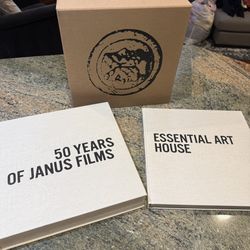 50 YEARS
OF JANUS FILMS
ESSENTIAL ART
HOUSE